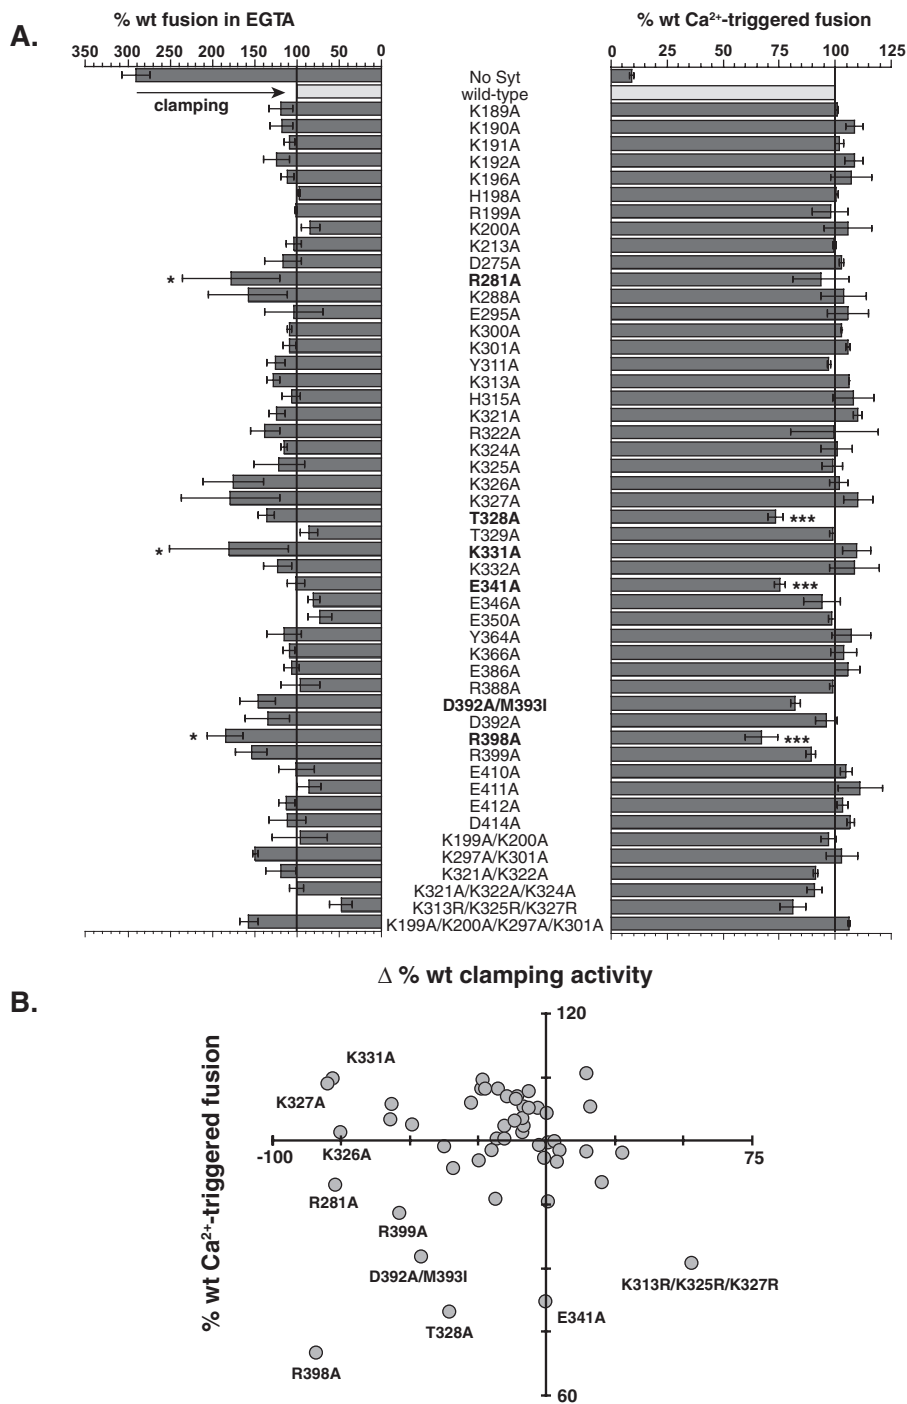 A.
% wt fusion in EGTA
% wt Ca²⁺-triggered fusion
350 300 250 200 150 100 50 0
0 25 50 75 100 125
clamping
No Syt
wild-type
K189A
K190A
K191A
K192A
K196A
H198A
R199A
K200A
K213A
D275A
* R281A
K288A
E295A
K300A
K301A
Y311A
K313A
H315A
K321A
R322A
K324A
K325A
K326A
K327A
T328A ***
T329A
* K331A
K332A
E341A ***
E346A
E350A
Y364A
K366A
E386A
R388A
D392A/M393I
D392A
* R398A ***
R399A
E410A
E411A
E412A
D414A
K199A/K200A
K297A/K301A
K321A/K322A
K321A/K322A/K324A
K313R/K325R/K327R
K199A/K200A/K297A/K301A
B.
Δ % wt clamping activity
% wt Ca²⁺-triggered fusion
120
K331A
K327A
-100
K326A
75
R281A
R399A
D392A/M393I
K313R/K325R/K327R
E341A
T328A
R398A
60